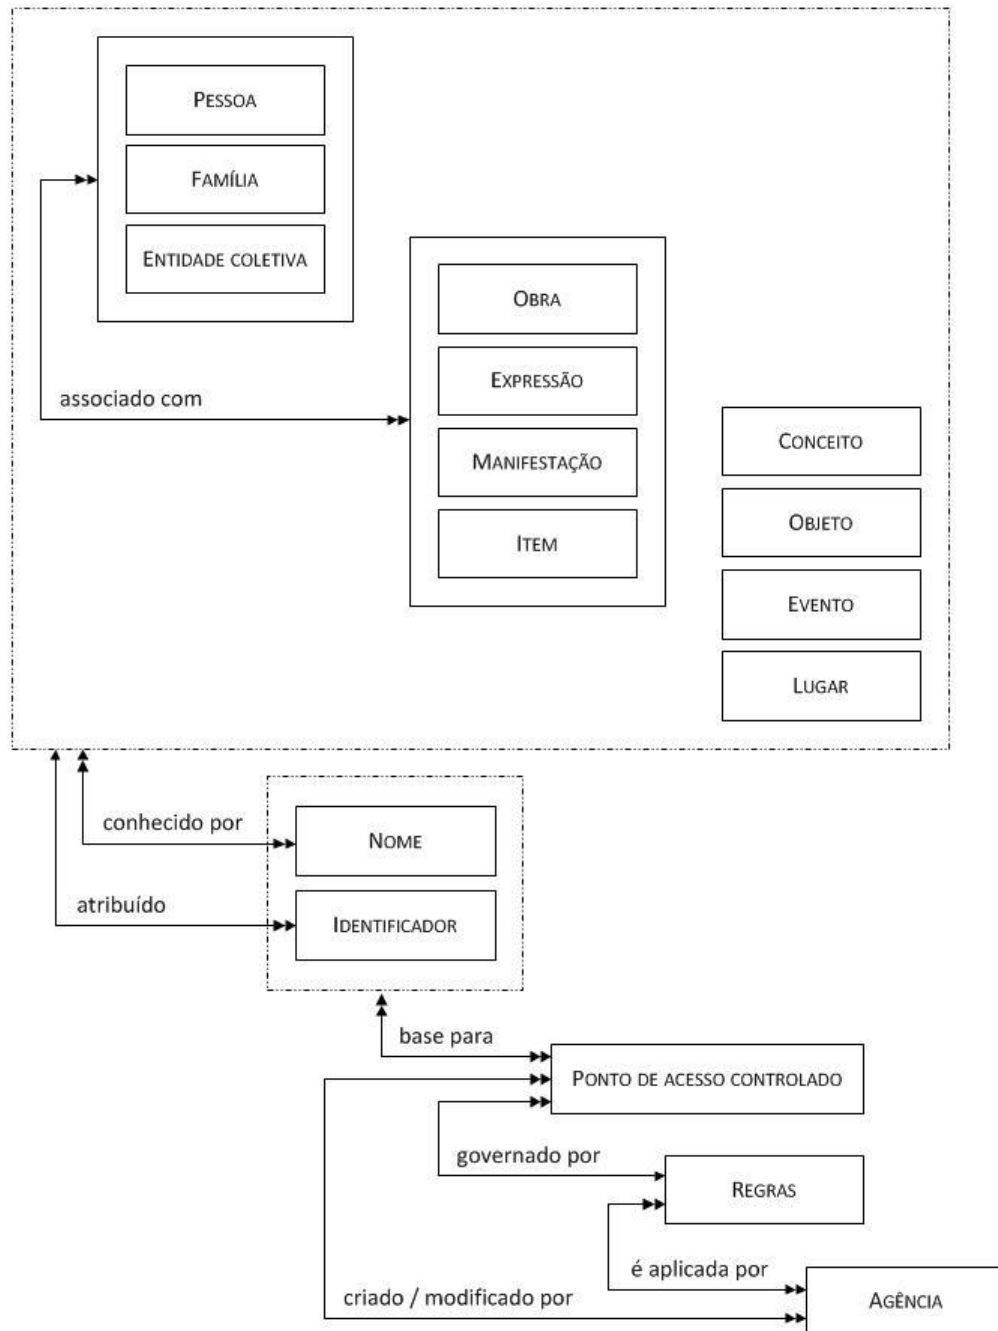 PESSOA
FAMÍLIA
ENTIDADE COLETIVA
OBRA
EXPRESSÃO
associado com
MANIFESTAÇÃO
ITEM
CONCEITO
OBJETO
EVENTO
LUGAR
conhecido por
NOME
atribuído
IDENTIFICADOR
base para
PONTO DE ACESSO CONTROLADO
governado por
REGRAS
é aplicada por
criado / modificado por
AGÊNCIA